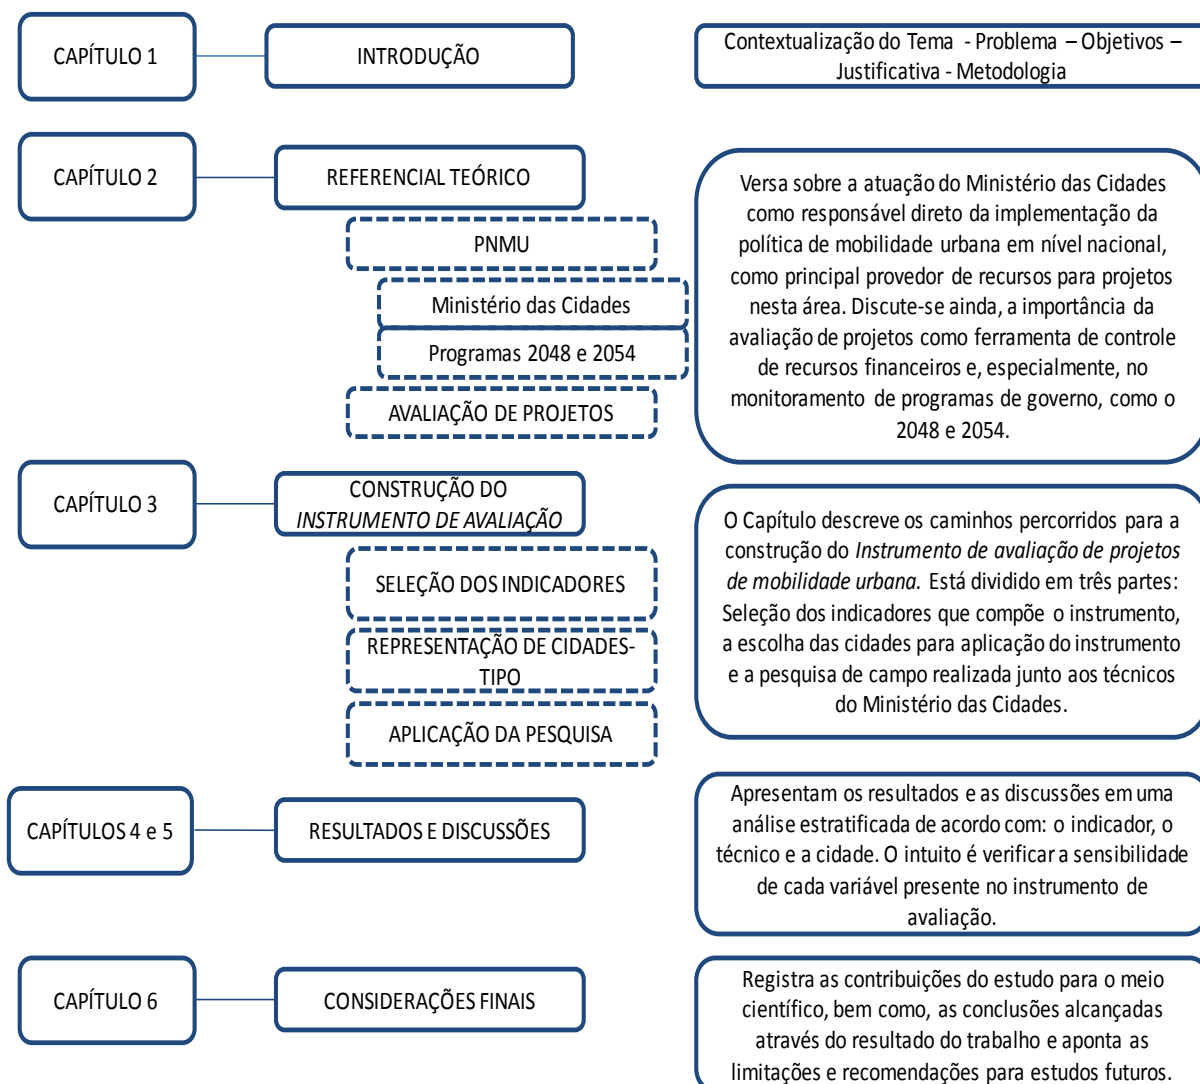 CAPÍTULO 1
INTRODUÇÃO
Contextualização do Tema - Problema – Objetivos –
Justificativa - Metodologia
CAPÍTULO 2
REFERENCIAL TEÓRICO
PNMU
Ministério das Cidades
Programas 2048 e 2054
AVALIAÇÃO DE PROJETOS
Versa sobre a atuação do Ministério das Cidades
como responsável direto da implementação da
política de mobilidade urbana em nível nacional,
como principal provedor de recursos para projetos
nesta área. Discute-se ainda, a importância da
avaliação de projetos como ferramenta de controle
de recursos financeiros e, especialmente, no
monitoramento de programas de governo, como o
2048 e 2054.
CAPÍTULO 3
CONSTRUÇÃO DO
INSTRUMENTO DE AVALIAÇÃO
SELEÇÃO DOS INDICADORES
REPRESENTAÇÃO DE CIDADES-
TIPO
APLICAÇÃO DA PESQUISA
O Capítulo descreve os caminhos percorridos para a
construção do Instrumento de avaliação de projetos
de mobilidade urbana. Está dividido em três partes:
Seleção dos indicadores que compõe o instrumento,
a escolha das cidades para aplicação do instrumento
e a pesquisa de campo realizada junto aos técnicos
do Ministério das Cidades.
CAPÍTULOS 4 e 5
RESULTADOS E DISCUSSÕES
Apresentam os resultados e as discussões em uma
análise estratificada de acordo com: o indicador, o
técnico e a cidade. O intuito é verificar a sensibilidade
de cada variável presente no instrumento de
avaliação.
CAPÍTULO 6
CONSIDERAÇÕES FINAIS
Registra as contribuições do estudo para o meio
científico, bem como, as conclusões alcançadas
através do resultado do trabalho e aponta as
limitações e recomendações para estudos futuros.